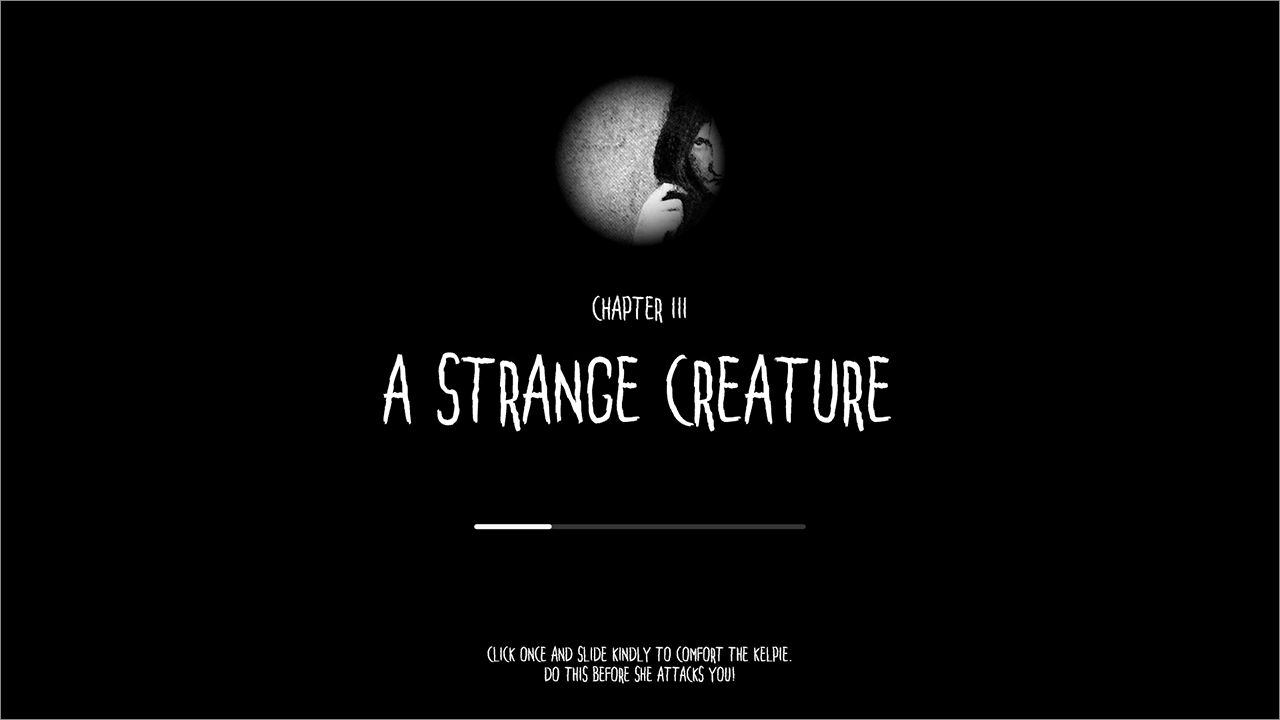 CHAPTER III
A STRANGE CREATURE
CLICK ONCE AND SLIDE KINDLY TO COMFORT THE KELPIE.
DO THIS BEFORE SHE ATTACKS YOU!